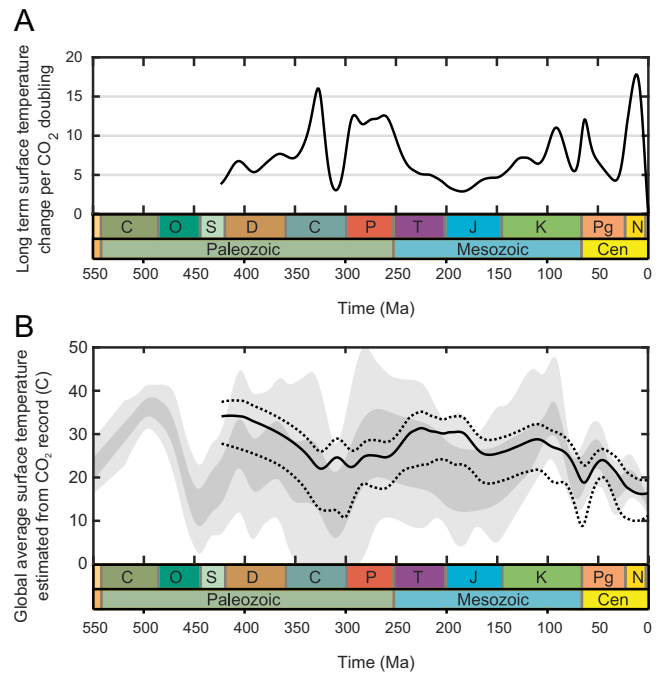 A
Long term surface temperature
change per CO₂ doubling
20
15
10
5
0
C O S D C P T J K Pg N
Paleozoic Mesozoic Cen
550 500 450 400 350 300 250 200 150 100 50 0
Time (Ma)
B
Global average surface temperature
estimated from CO₂ record (C)
50
40
30
20
10
0
C O S D C P T J K Pg N
Paleozoic Mesozoic Cen
550 500 450 400 350 300 250 200 150 100 50 0
Time (Ma)